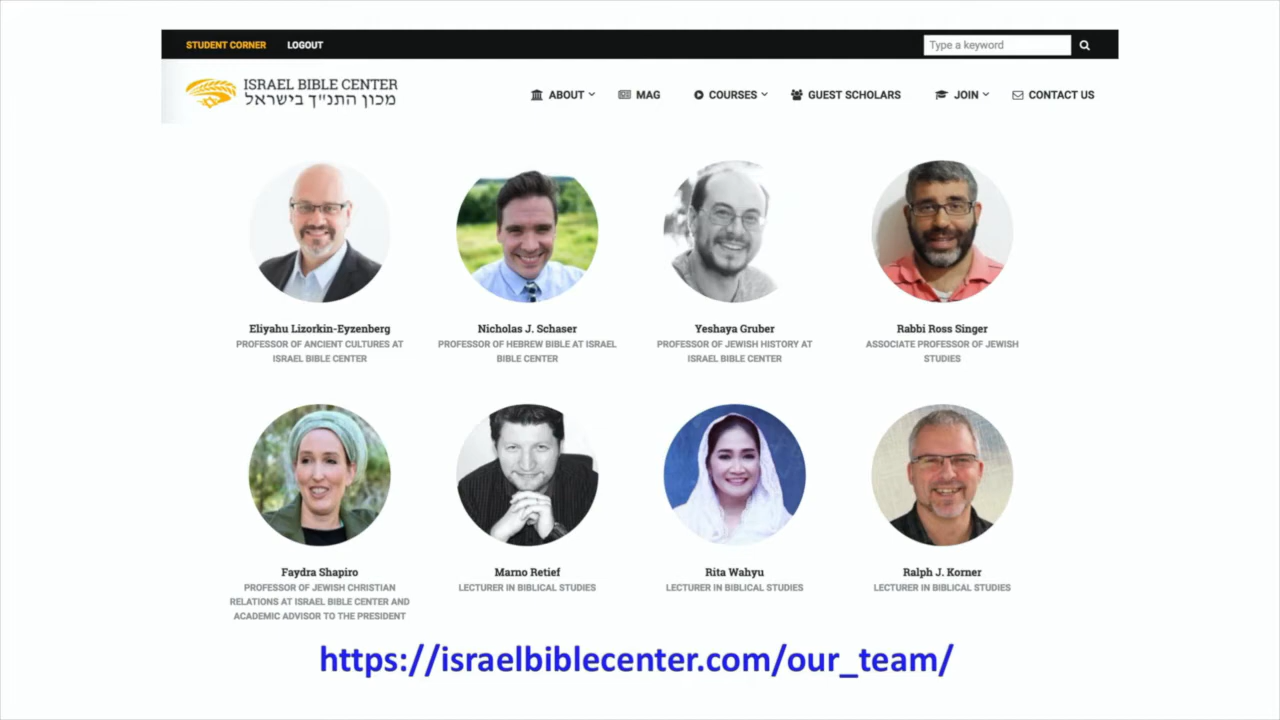 STUDENT CORNER LOGOUT Type a keyword
ISRAEL BIBLE CENTER
מכון התנ״ך בישראל
ABOUT MAG COURSES GUEST SCHOLARS JOIN CONTACT US
Eliyahu Lizorkin-Eyzenberg
PROFESSOR OF ANCIENT CULTURES AT
ISRAEL BIBLE CENTER
Nicholas J. Schaser
PROFESSOR OF HEBREW BIBLE AT ISRAEL
BIBLE CENTER
Yeshaya Gruber
PROFESSOR OF JEWISH HISTORY AT
ISRAEL BIBLE CENTER
Rabbi Ross Singer
ASSOCIATE PROFESSOR OF JEWISH
STUDIES
Faydra Shapiro
PROFESSOR OF JEWISH CHRISTIAN
RELATIONS AT ISRAEL BIBLE CENTER AND
ACADEMIC ADVISOR TO THE PRESIDENT
Marno Retief
LECTURER IN BIBLICAL STUDIES
Rita Wahyu
LECTURER IN BIBLICAL STUDIES
Ralph J. Korner
LECTURER IN BIBLICAL STUDIES
https://israelbiblecenter.com/our_team/